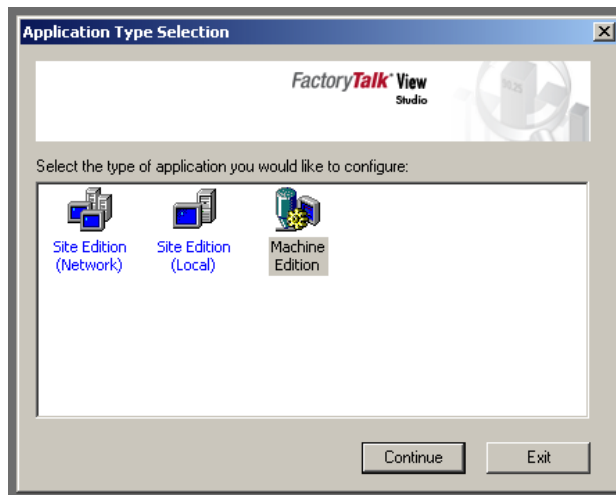 Application Type Selection
FactoryTalk® View
Studio
Select the type of application you would like to configure:
Site Edition
(Network)
Site Edition
(Local)
Machine
Edition
Continue
Exit